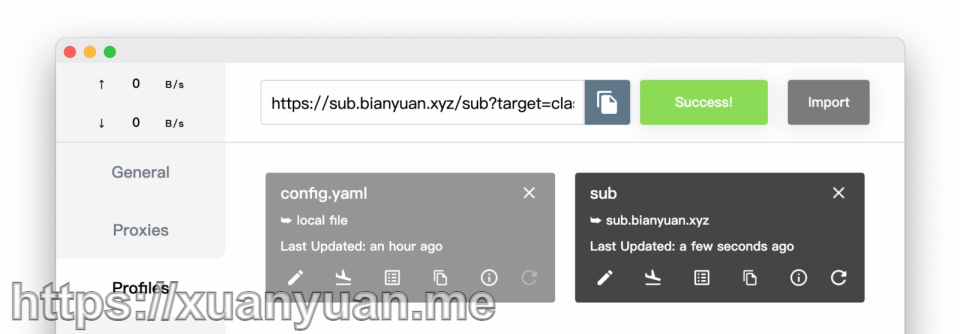 ↑ 0 B/s
↓ 0 B/s
https://sub.bianyuan.xyz/sub?target=clas
Success!
Import
General
Proxies
Profiles
config.yaml
local file
Last Updated: an hour ago
sub
sub.bianyuan.xyz
Last Updated: a few seconds ago
https://xuanyuan.me